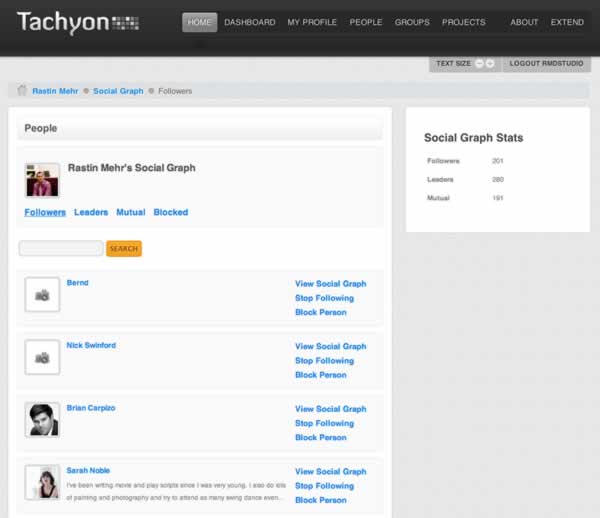 Tachyon
HOME DASHBOARD MY PROFILE PEOPLE GROUPS PROJECTS ABOUT EXTEND
TEXT SIZE LOGOUT RMDSTUDIO
Rastin Mehr Social Graph Followers
People
Rastin Mehr's Social Graph
Followers Leaders Mutual Blocked
SEARCH
Social Graph Stats
Followers 201
Leaders 280
Mutual 191
Bernd
View Social Graph
Stop Following
Block Person
Nick Swinford
View Social Graph
Stop Following
Block Person
Brian Carpizo
View Social Graph
Stop Following
Block Person
Sarah Noble
I've been writing movie and play scripts since I was very young. I also do lots
of painting and photography and try to attend as many swing dance even...
View Social Graph
Stop Following
Block Person